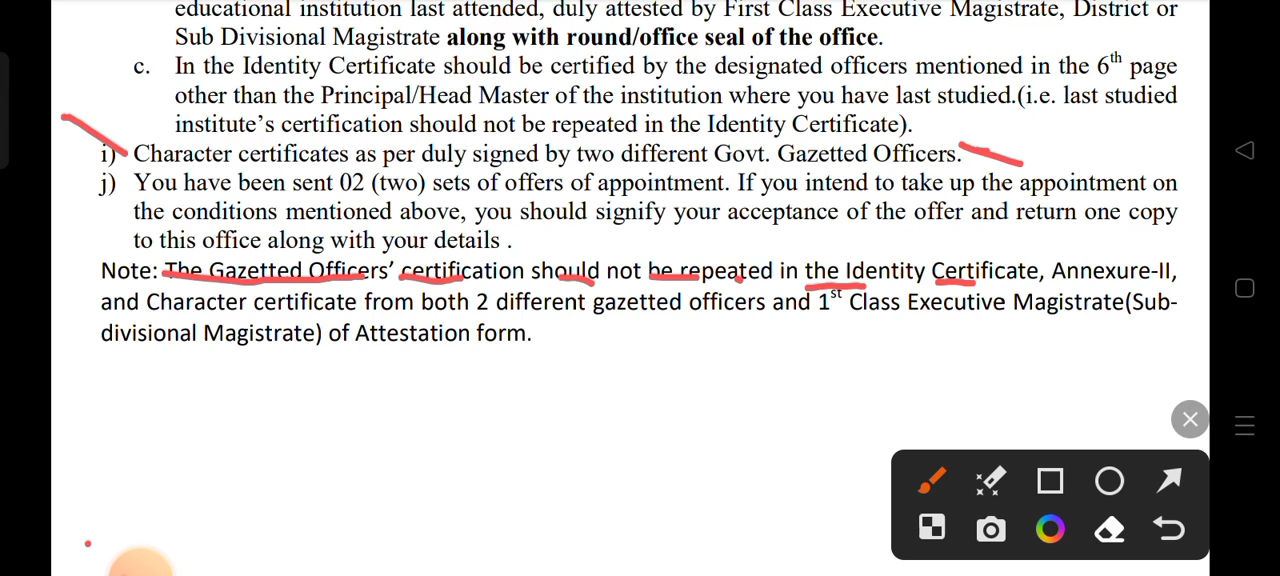 educational institution last attended, duly attested by First Class Executive Magistrate, District or
Sub Divisional Magistrate along with round/office seal of the office.
c. In the Identity Certificate should be certified by the designated officers mentioned in the 6th page
other than the Principal/Head Master of the institution where you have last studied.(i.e. last studied
institute's certification should not be repeated in the Identity Certificate).
i) Character certificates as per duly signed by two different Govt. Gazetted Officers.
j) You have been sent 02 (two) sets of offers of appointment. If you intend to take up the appointment on
the conditions mentioned above, you should signify your acceptance of the offer and return one copy
to this office along with your details .
Note: The Gazetted Officers' certification should not be repeated in the Identity Certificate, Annexure-II,
and Character certificate from both 2 different gazetted officers and 1st Class Executive Magistrate(Sub-
divisional Magistrate) of Attestation form.